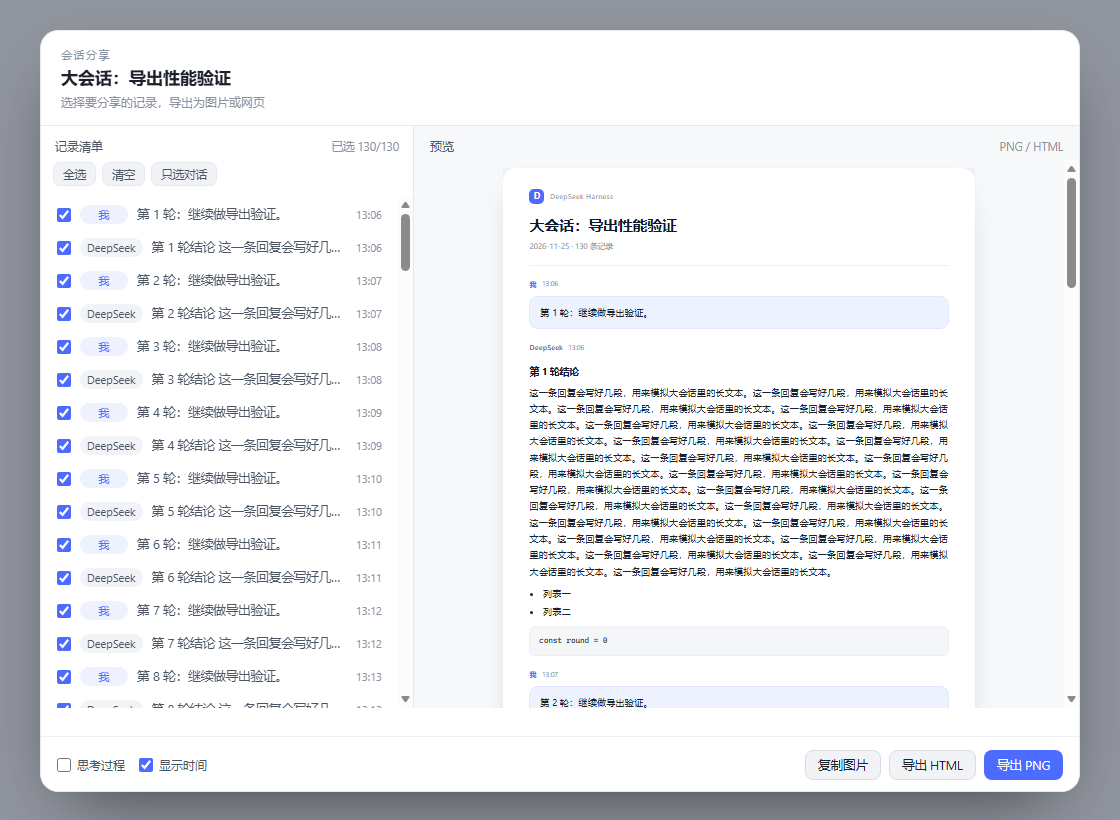 会话分享
大会话：导出性能验证
选择要分享的记录，导出为图片或网页
记录清单
已选 130/130
全选
清空
只选对话
我 第 1 轮：继续做导出验证。 13:06
DeepSeek 第 1 轮结论 这一条回复会写好几... 13:06
我 第 2 轮：继续做导出验证。 13:07
DeepSeek 第 2 轮结论 这一条回复会写好几... 13:07
我 第 3 轮：继续做导出验证。 13:08
DeepSeek 第 3 轮结论 这一条回复会写好几... 13:08
我 第 4 轮：继续做导出验证。 13:09
DeepSeek 第 4 轮结论 这一条回复会写好几... 13:09
我 第 5 轮：继续做导出验证。 13:10
DeepSeek 第 5 轮结论 这一条回复会写好几... 13:10
我 第 6 轮：继续做导出验证。 13:11
DeepSeek 第 6 轮结论 这一条回复会写好几... 13:11
我 第 7 轮：继续做导出验证。 13:12
DeepSeek 第 7 轮结论 这一条回复会写好几... 13:12
我 第 8 轮：继续做导出验证。 13:13
预览
PNG / HTML
D DeepSeek Harness
大会话：导出性能验证
2026-11-25 · 130 条记录
我 13:06
第 1 轮：继续做导出验证。
DeepSeek 13:06
第 1 轮结论
这一条回复会写好几段，用来模拟大会话里的长文本。这一条回复会写好几段，用来模拟大会话里的长
文本。这一条回复会写好几段，用来模拟大会话里的长文本。这一条回复会写好几段，用来模拟大会话
里的长文本。这一条回复会写好几段，用来模拟大会话里的长文本。这一条回复会写好几段，用来模拟
大会话里的长文本。这一条回复会写好几段，用来模拟大会话里的长文本。这一条回复会写好几段，用
来模拟大会话里的长文本。这一条回复会写好几段，用来模拟大会话里的长文本。这一条回复会写好几
段，用来模拟大会话里的长文本。这一条回复会写好几段，用来模拟大会话里的长文本。这一条回复会
写好几段，用来模拟大会话里的长文本。这一条回复会写好几段，用来模拟大会话里的长文本。这一条
回复会写好几段，用来模拟大会话里的长文本。这一条回复会写好几段，用来模拟大会话里的长文本。
这一条回复会写好几段，用来模拟大会话里的长文本。这一条回复会写好几段，用来模拟大会话里的长
文本。这一条回复会写好几段，用来模拟大会话里的长文本。这一条回复会写好几段，用来模拟大会话
里的长文本。这一条回复会写好几段，用来模拟大会话里的长文本。这一条回复会写好几段，用来模拟
大会话里的长文本。这一条回复会写好几段，用来模拟大会话里的长文本。
• 列表一
• 列表二
const round = 0
我 13:07
第 2 轮：继续做导出验证。
思考过程
显示时间
复制图片
导出 HTML
导出 PNG